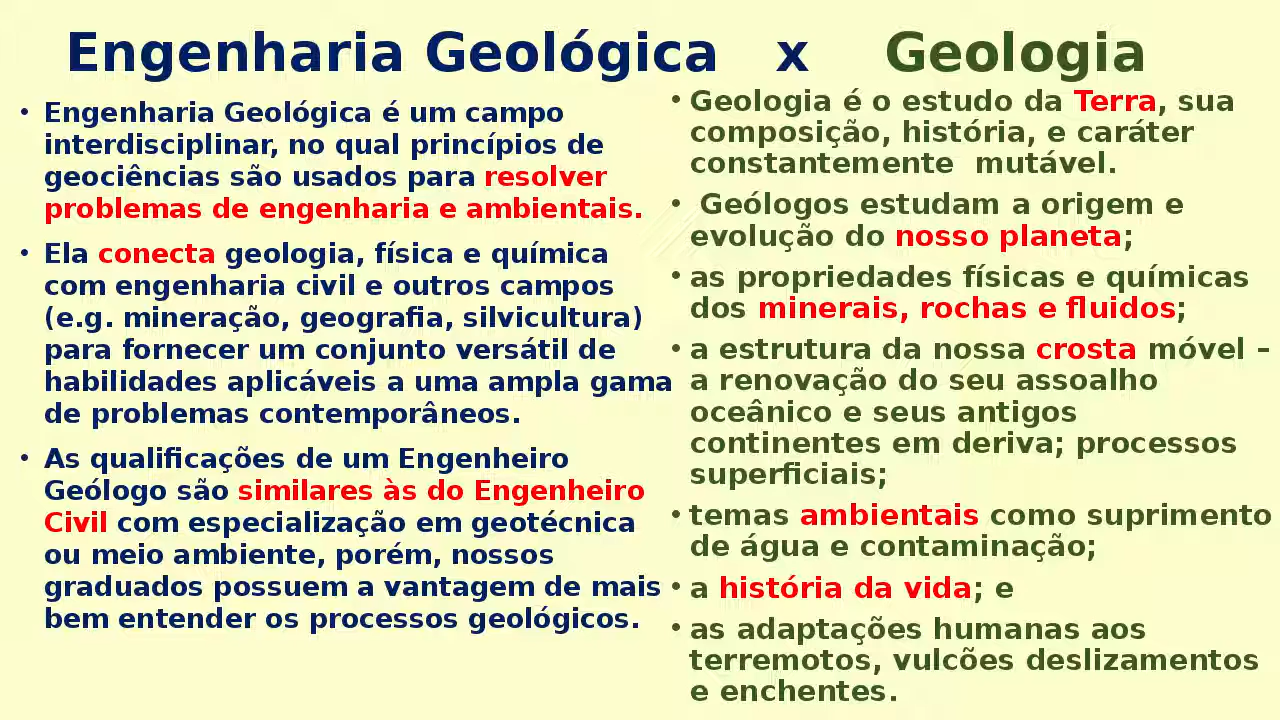 Engenharia Geológica x Geologia
• Engenharia Geológica é um campo
interdisciplinar, no qual princípios de
geociências são usados para resolver
problemas de engenharia e ambientais.
• Ela conecta geologia, física e química
com engenharia civil e outros campos
(e.g. mineração, geografia, silvicultura)
para fornecer um conjunto versátil de
habilidades aplicáveis a uma ampla gama
de problemas contemporâneos.
• As qualificações de um Engenheiro
Geólogo são similares às do Engenheiro
Civil com especialização em geotécnica
ou meio ambiente, porém, nossos
graduados possuem a vantagem de mais
bem entender os processos geológicos.
• Geologia é o estudo da Terra, sua
composição, história, e caráter
constantemente mutável.
• Geólogos estudam a origem e
evolução do nosso planeta;
• as propriedades físicas e químicas
dos minerais, rochas e fluidos;
• a estrutura da nossa crosta móvel –
a renovação do seu assoalho
oceânico e seus antigos
continentes em deriva; processos
superficiais;
• temas ambientais como suprimento
de água e contaminação;
• a história da vida; e
• as adaptações humanas aos
terremotos, vulcões deslizamentos
e enchentes.